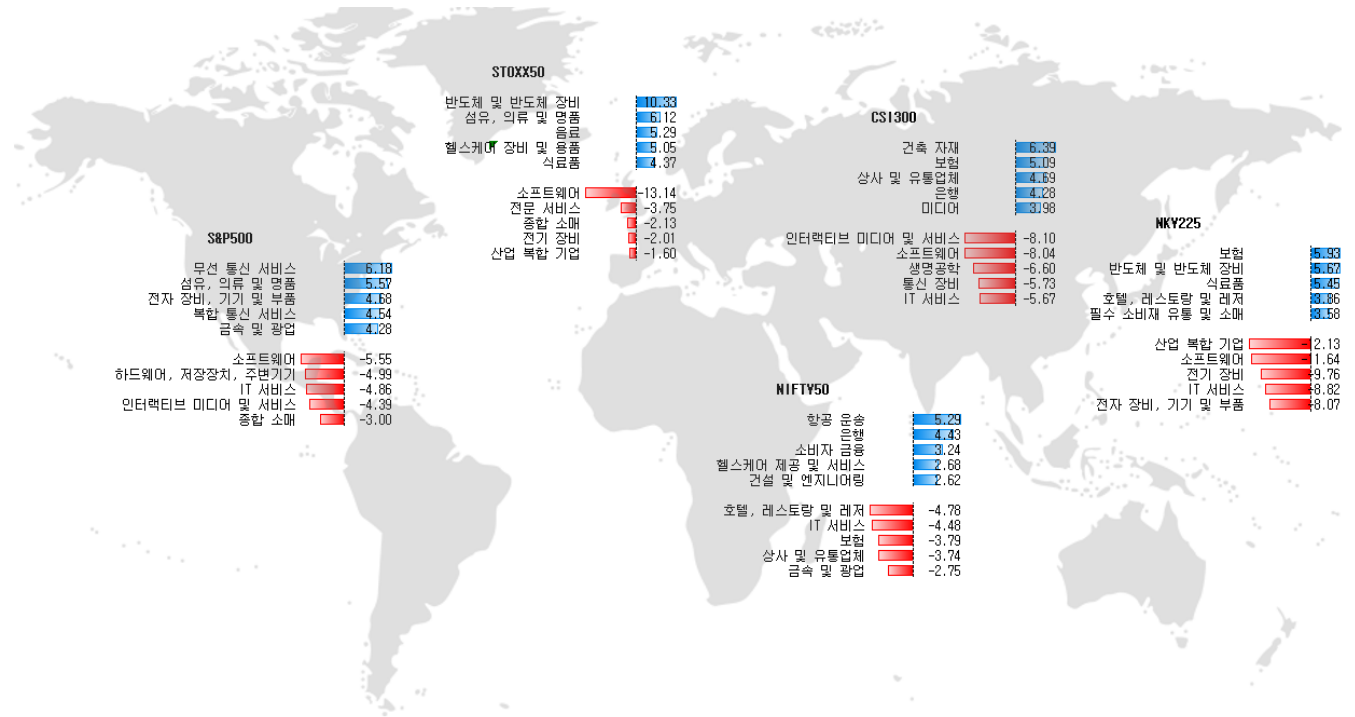 STOXX50
반도체 및 반도체 장비 10.33
섬유, 의류 및 명품 6.12
음료 5.29
헬스케어 장비 및 용품 5.05
식료품 4.37
소프트웨어 -13.14
전문 서비스 -3.75
종합 소매 -2.13
전기 장비 -2.01
산업 복합 기업 -1.60
CSI300
건축 자재 6.39
보험 5.09
상사 및 유통업체 4.69
은행 4.28
미디어 3.98
인터랙티브 미디어 및 서비스 -8.10
소프트웨어 -8.04
생명공학 -6.60
통신 장비 -5.73
IT 서비스 -5.67
NKY225
보험 5.93
반도체 및 반도체 장비 5.67
식료품 5.45
호텔, 레스토랑 및 레저 3.86
필수 소비재 유통 및 소매 3.58
산업 복합 기업
소프트웨어
전기 장비 -9.76
IT 서비스 -8.82
전자 장비, 기기 및 부품 -8.07
S&P500
무선 통신 서비스 6.18
섬유, 의류 및 명품 5.57
전자 장비, 기기 및 부품 4.68
복합 통신 서비스 4.54
금속 및 광업 4.28
소프트웨어 -5.55
하드웨어, 저장장치, 주변기기 -4.99
IT 서비스 -4.86
인터랙티브 미디어 및 서비스 -4.39
종합 소매 -3.00
NIFTY50
항공 운송 5.29
은행 4.43
소비자 금융 3.24
헬스케어 제공 및 서비스 2.68
건설 및 엔지니어링 2.62
호텔, 레스토랑 및 레저 -4.78
IT 서비스 -4.48
보험 -3.79
상사 및 유통업체 -3.74
금속 및 광업 -2.75